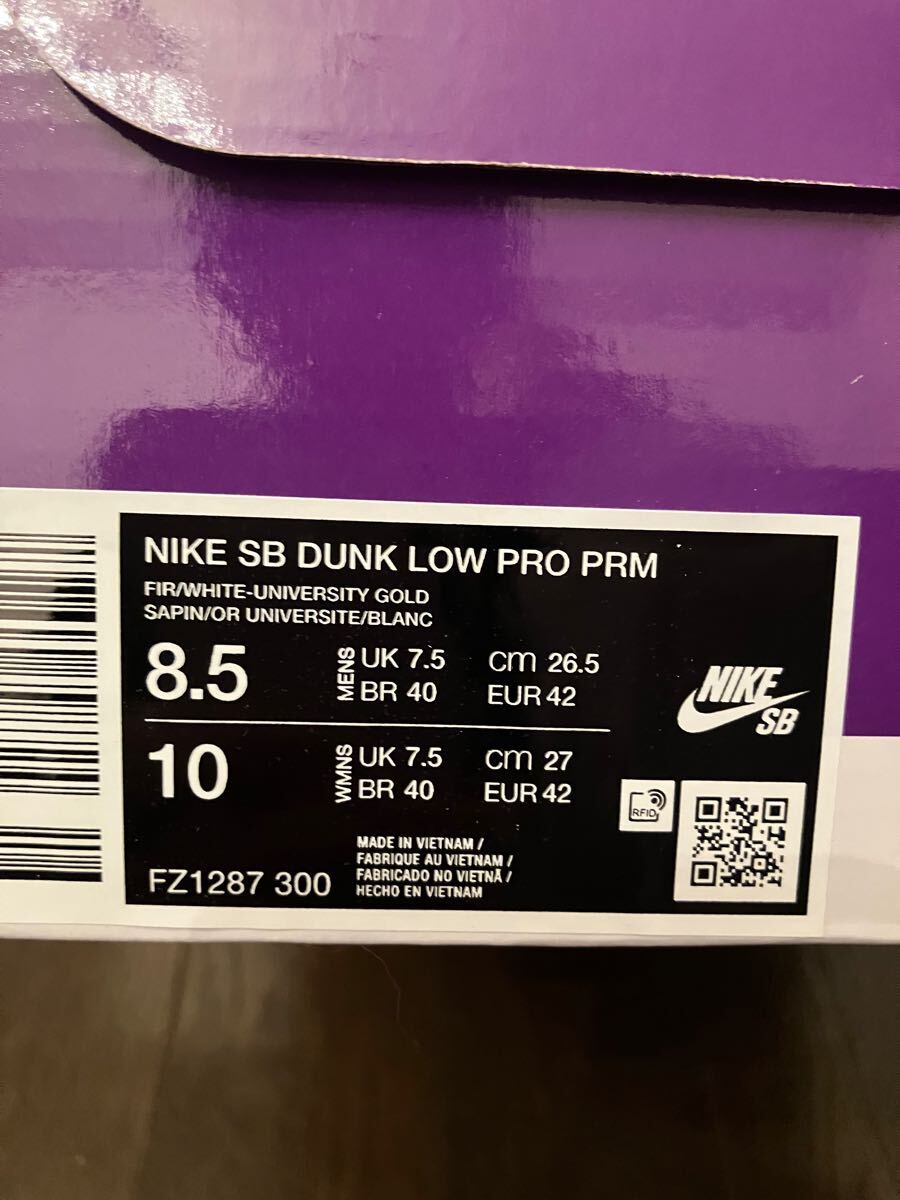 NIKE SB DUNK LOW PRO PRM
FIR/WHITE-UNIVERSITY GOLD
SAPIN/OR UNIVERSITE/BLANC
8.5 MENS UK 7.5 cm 26.5
BR 40 EUR 42
NIKE
SB
10 WMNS UK 7.5 cm 27
BR 40 EUR 42
RFID
MADE IN VIETNAM /
FABRIQUE AU VIETNAM /
FABRICADO NO VIETNÃ /
HECHO EN VIETNAM
FZ1287 300